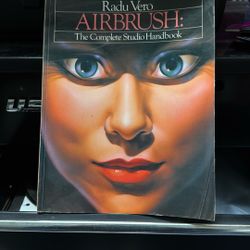 Radu Vero
AIRBRUSH:
The Complete Studio Handbook